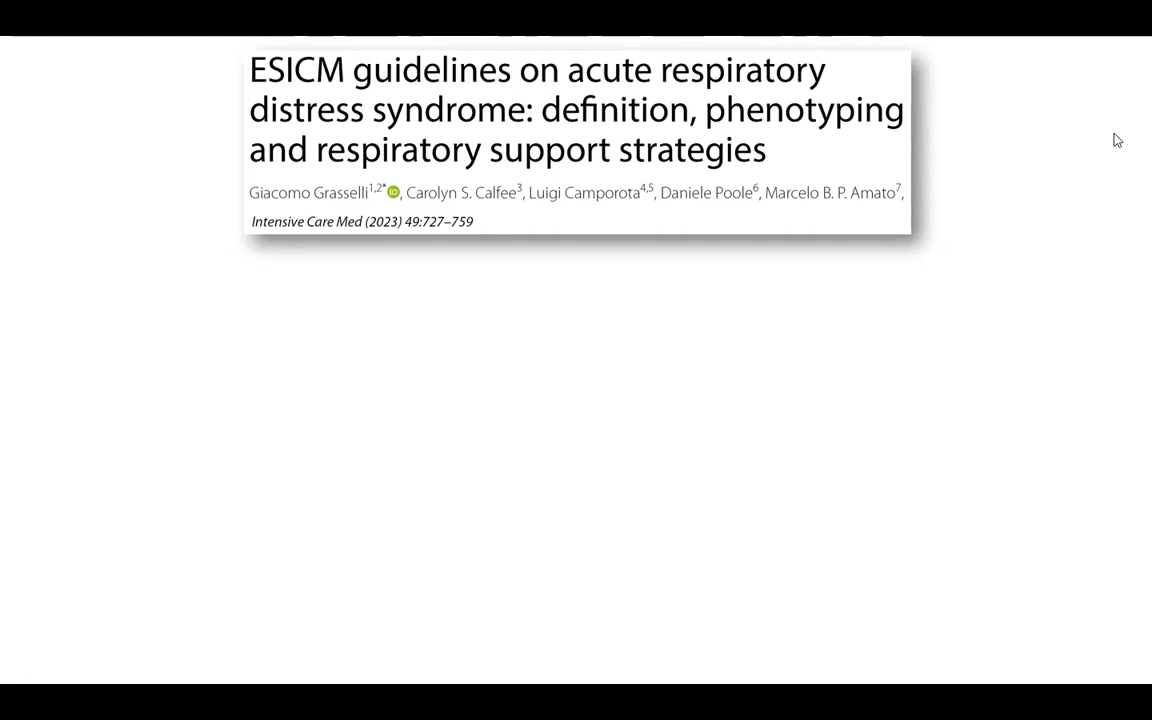 ESICM guidelines on acute respiratory
distress syndrome: definition, phenotyping
and respiratory support strategies
Giacomo Grasselli1,2*, Carolyn S. Calfee3, Luigi Camporota4,5, Daniele Poole6, Marcelo B. P. Amato7,
Intensive Care Med (2023) 49:727–759